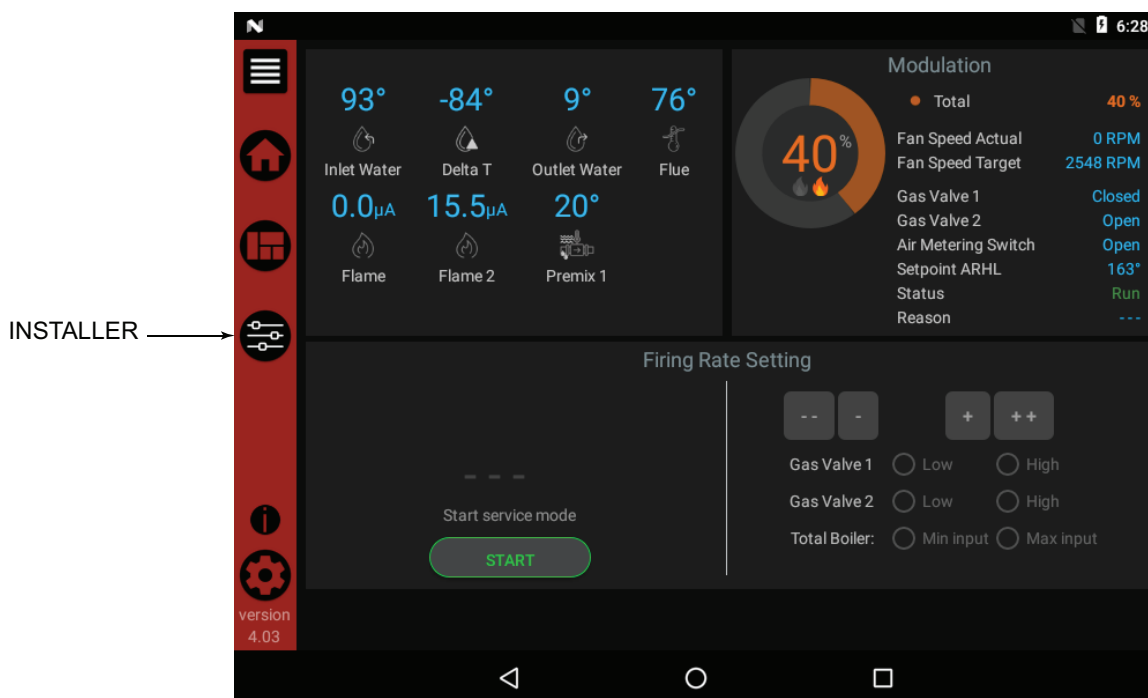 6:28
INSTALLER
93° -84° 9° 76°
Inlet Water Delta T Outlet Water Flue
0.0µA 15.5µA 20°
Flame Flame 2 Premix 1
Modulation
40%
Total 40 %
Fan Speed Actual 0 RPM
Fan Speed Target 2548 RPM
Gas Valve 1 Closed
Gas Valve 2 Open
Air Metering Switch Open
Setpoint ARHL 163°
Status Run
Reason ---
Firing Rate Setting
---
Start service mode
START
-- - + ++
Gas Valve 1 Low High
Gas Valve 2 Low High
Total Boiler: Min input Max input
version
4.03